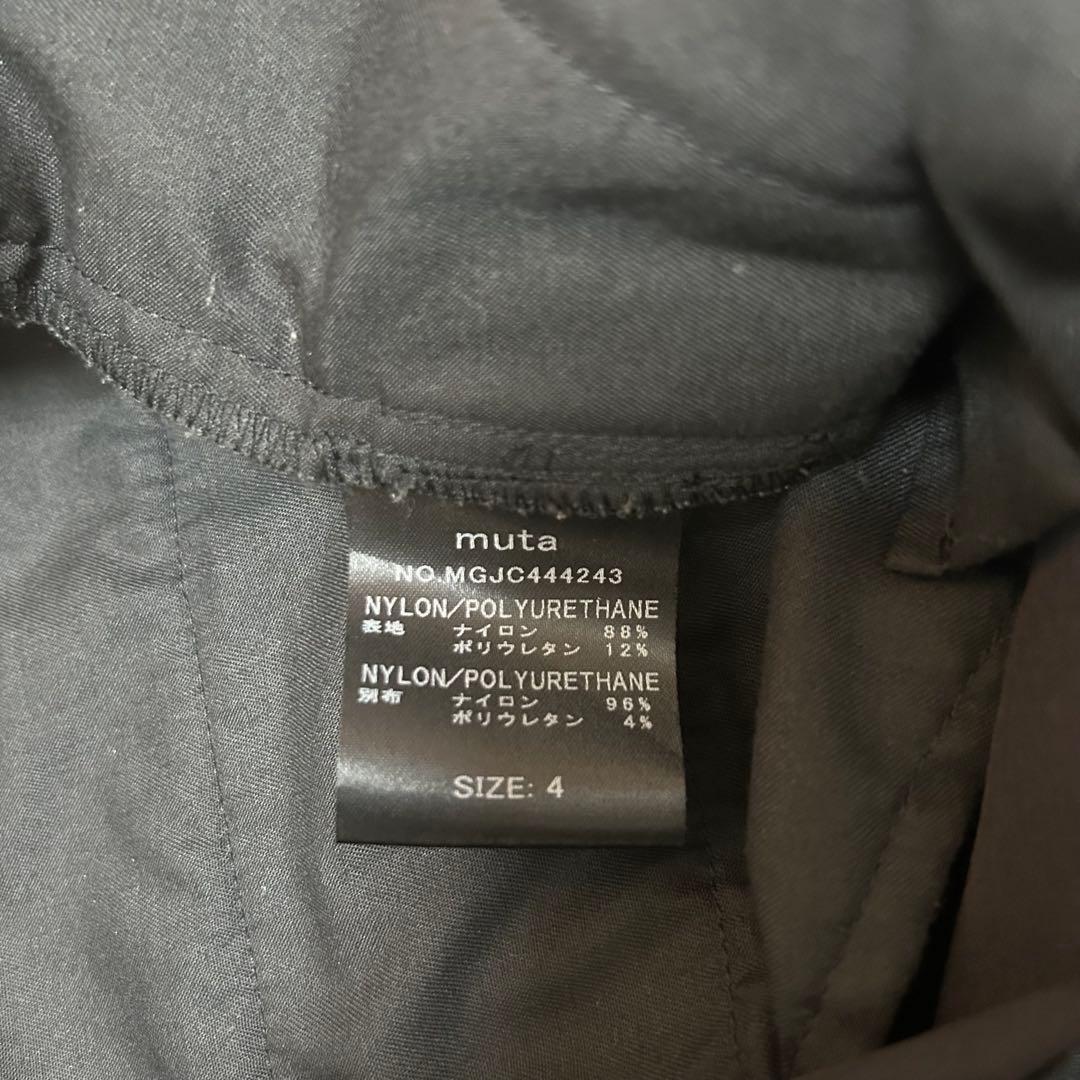 muta
NO.MGJC444243
NYLON/POLYURETHANE
表地 ナイロン 88%
ポリウレタン 12%
NYLON/POLYURETHANE
別布 ナイロン 96%
ポリウレタン 4%
SIZE: 4